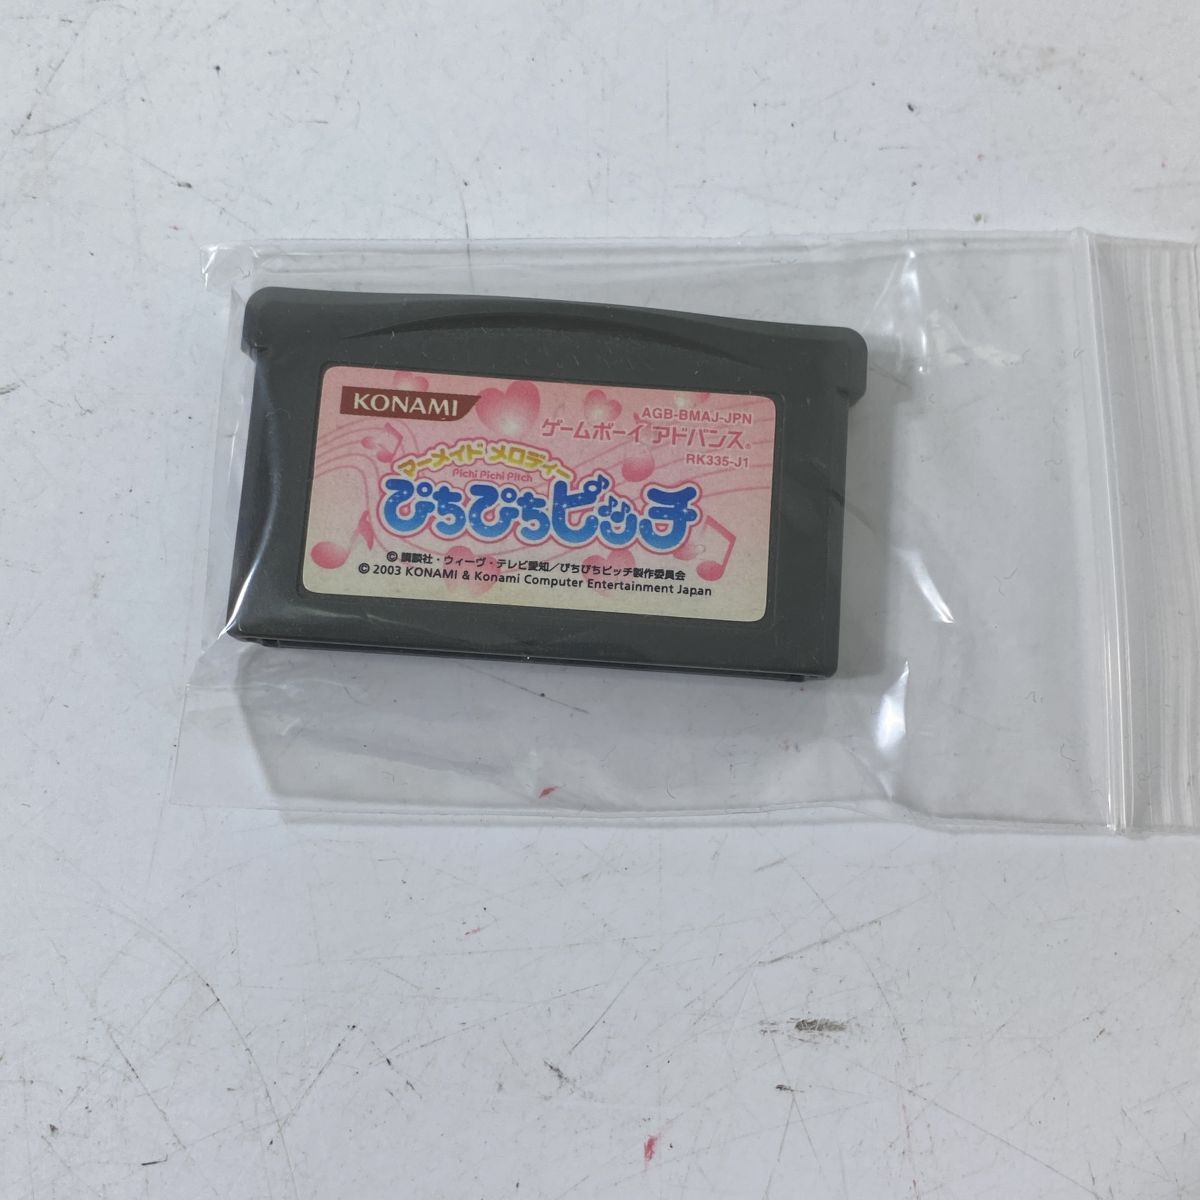 KONAMI
AGB-BMAJ-JPN
ゲームボーイ アドバンス®
RK335-J1
マーメイド メロディー
Pichi Pichi Pitch
ぴちぴちピッチ
© 講談社・ウィーヴ・テレビ愛知/ぴちぴちピッチ製作委員会
© 2003 KONAMI & Konami Computer Entertainment Japan